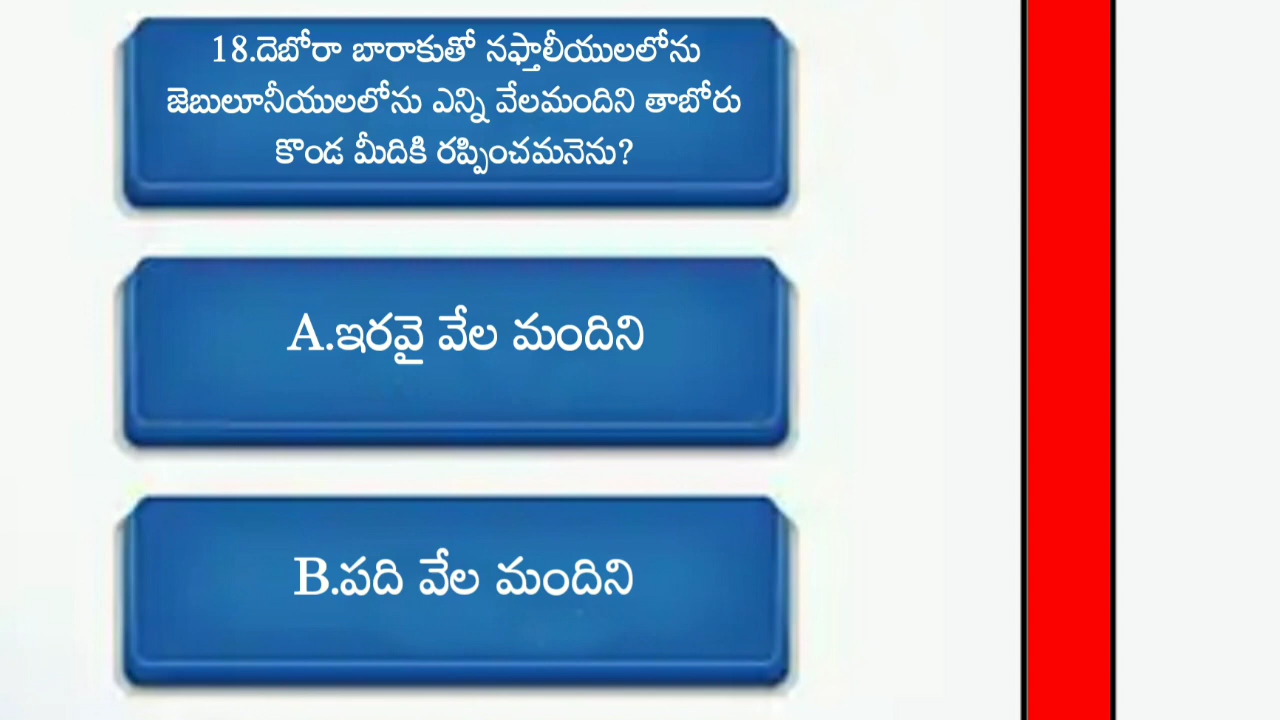 18.దెబోరా బారాకుతో నఫ్తాలీయులలోను
జెబులూనీయులలోను ఎన్ని వేలమందిని తాబోరు
కొండ మీదికి రప్పించమనెను?
A.ఇరవై వేల మందిని
B.పది వేల మందిని